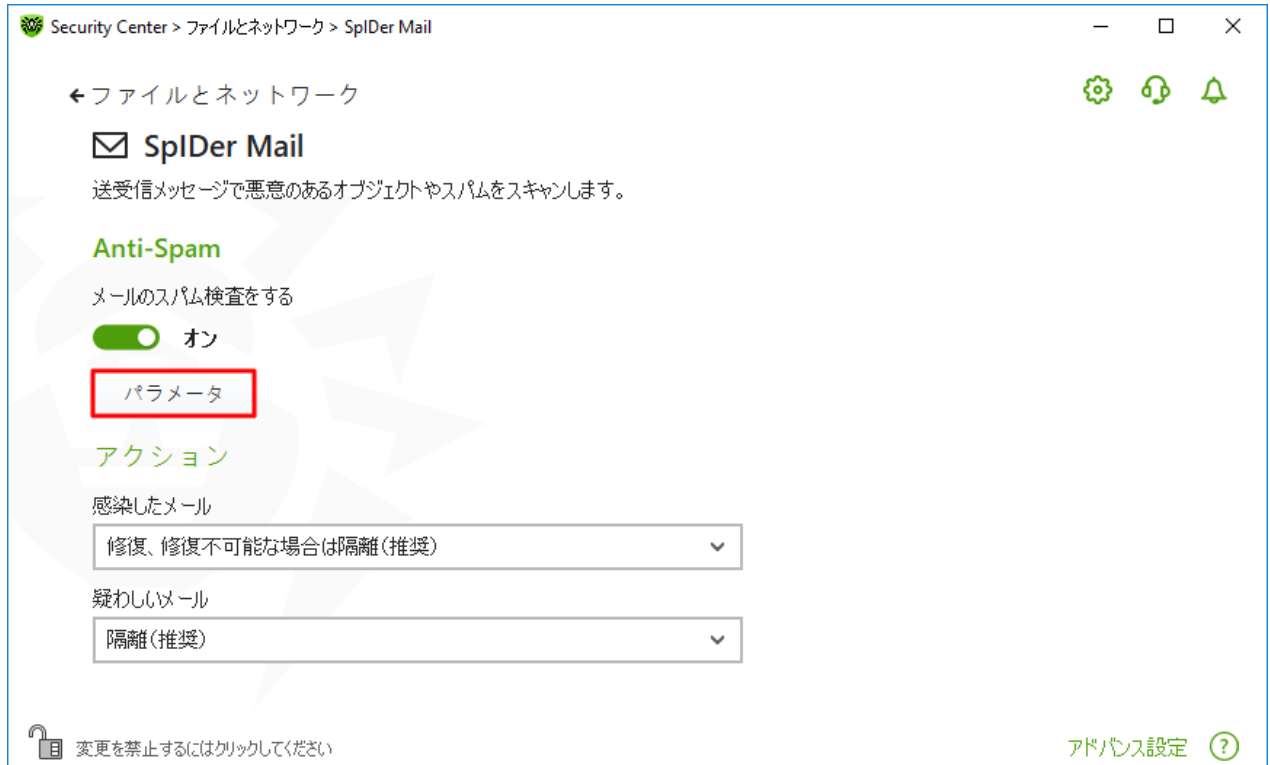 Security Center > ファイルとネットワーク > SpIDer Mail
ファイルとネットワーク
SpIDer Mail
送受信メッセージで悪意のあるオブジェクトやスパムをスキャンします。
Anti-Spam
メールのスパム検査をする
オン
パラメータ
アクション
感染したメール
修復、修復不可能な場合は隔離(推奨)
疑わしいメール
隔離(推奨)
変更を禁止するにはクリックしてください
アドバンス設定 ?